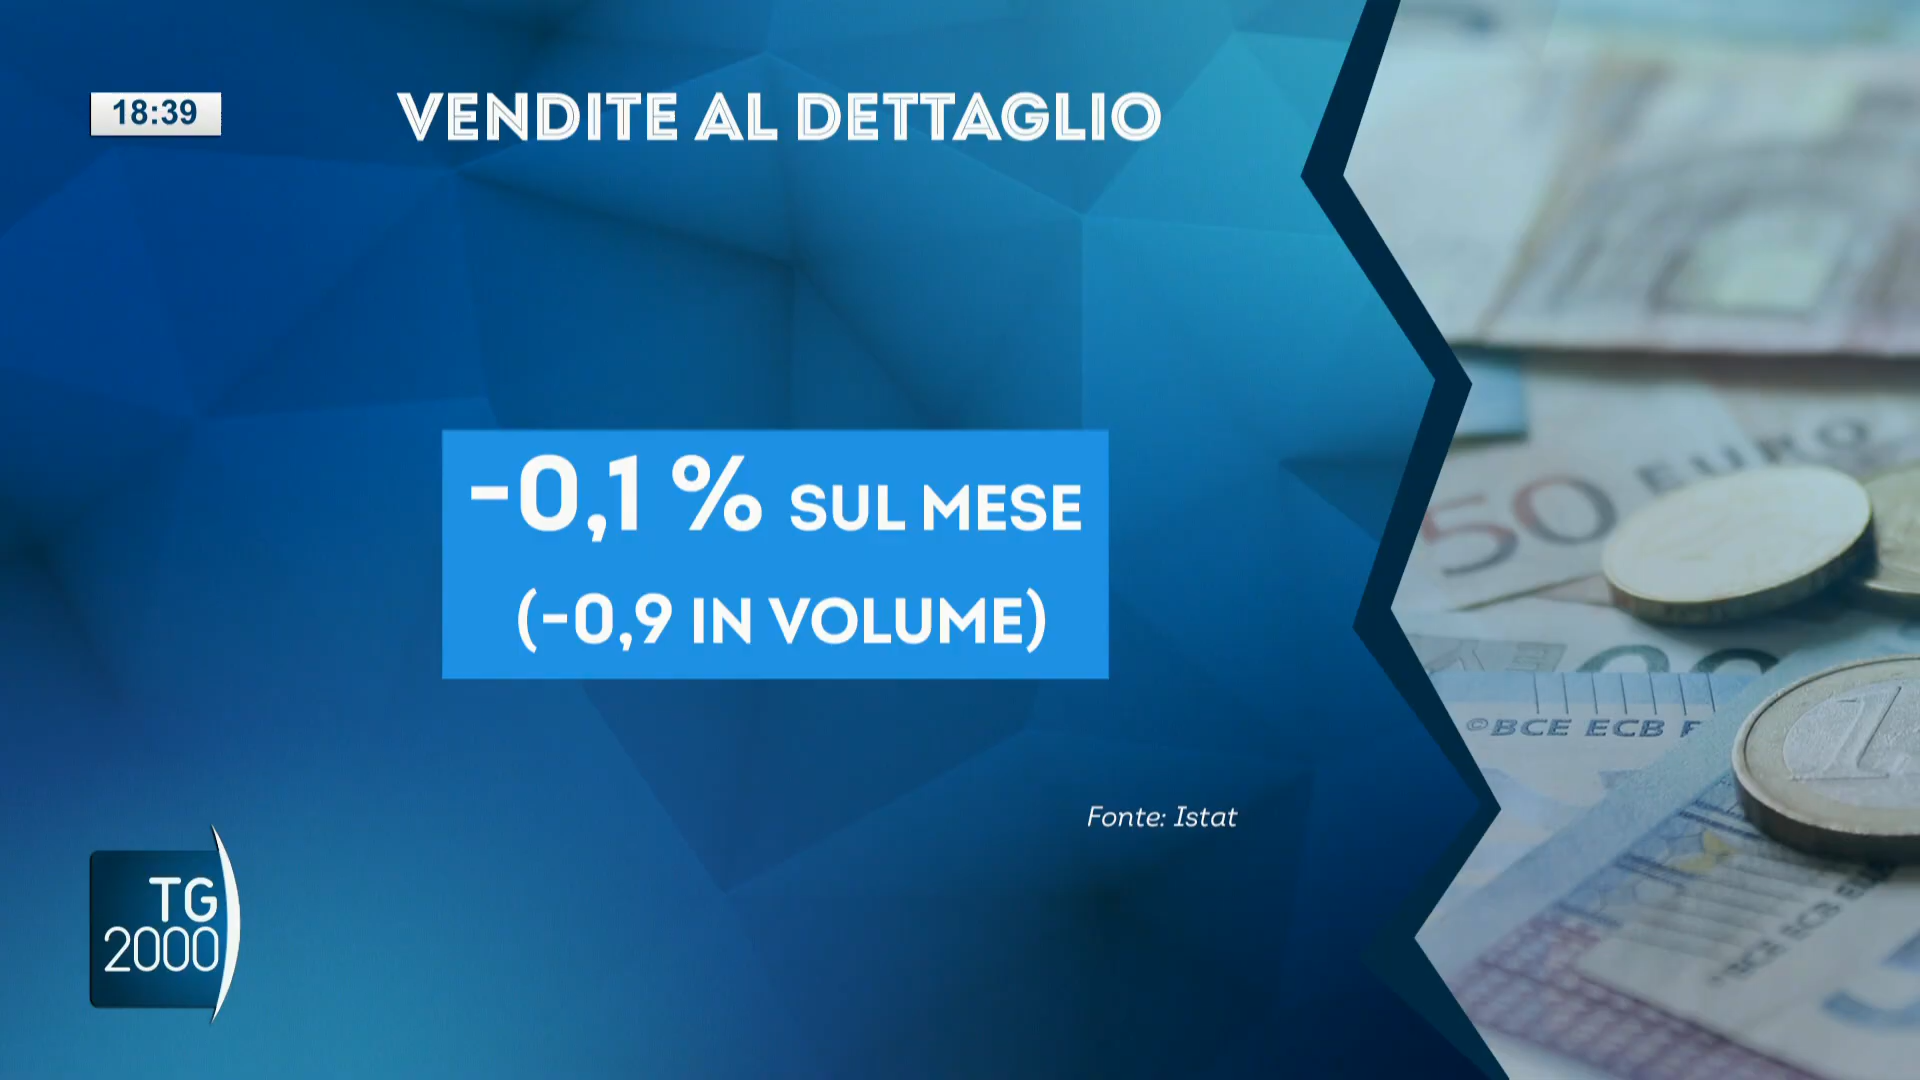 18:39
VENDITE AL DETTAGLIO
-0,1 % SUL MESE
(-0,9 IN VOLUME)
Fonte: Istat
TG
2000
50 EURO
©BCE ECB
1